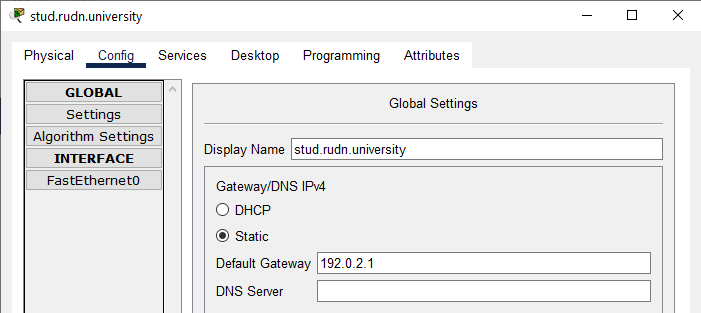 stud.rudn.university
Physical Config Services Desktop Programming Attributes
GLOBAL
Settings
Algorithm Settings
INTERFACE
FastEthernet0
Global Settings
Display Name stud.rudn.university
Gateway/DNS IPv4
DHCP
Static
Default Gateway 192.0.2.1
DNS Server